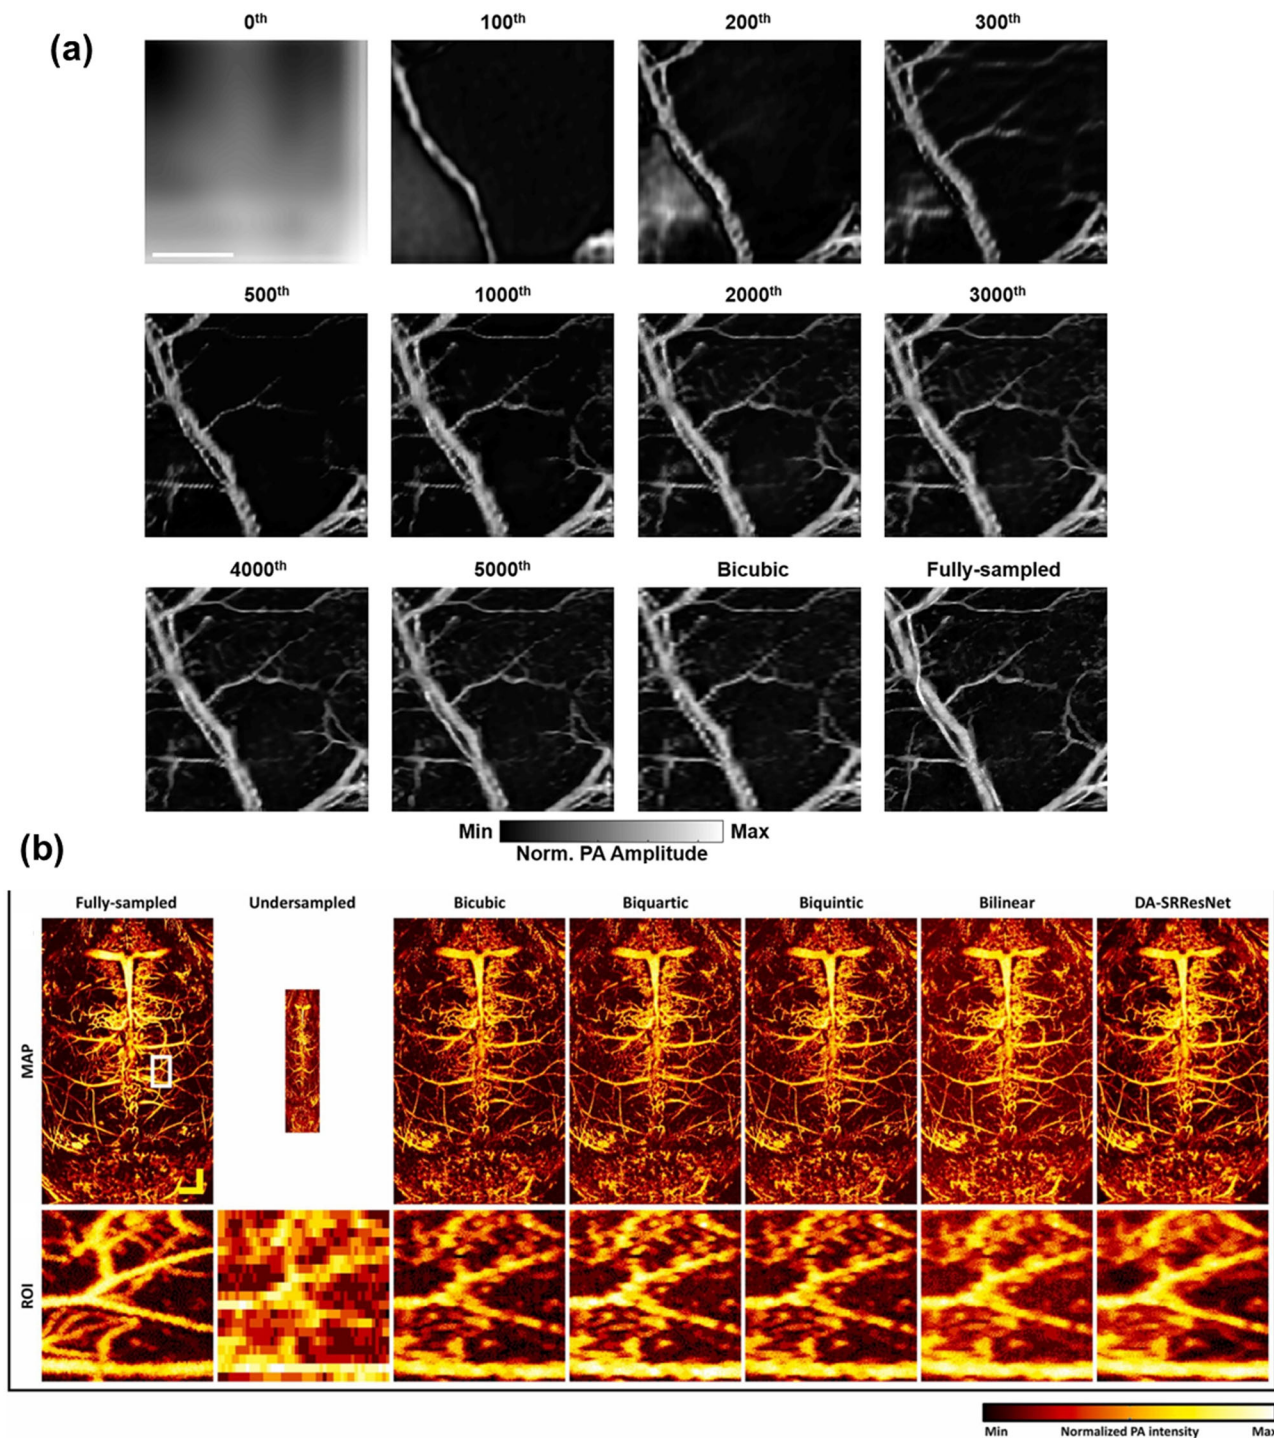 (a)
0th 100th 200th 300th
500th 1000th 2000th 3000th
4000th 5000th Bicubic Fully-sampled
Min Max
Norm. PA Amplitude
(b)
Fully-sampled Undersampled Bicubic Biquartic Biquintic Bilinear DA-SRResNet
MAP
ROI
Min Normalized PA intensity Max